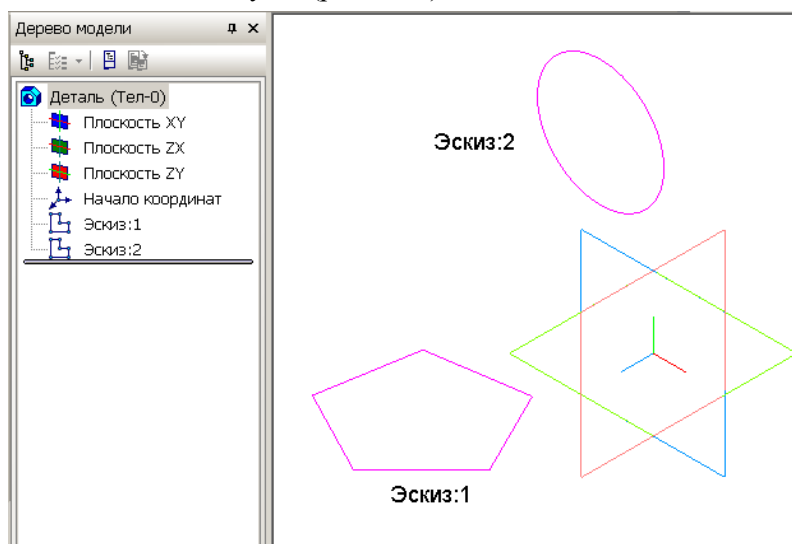 Дерево модели
Деталь (Тел-0)
Плоскость XY
Плоскость ZX
Плоскость ZY
Начало координат
Эскиз:1
Эскиз:2
Эскиз:2
Эскиз:1